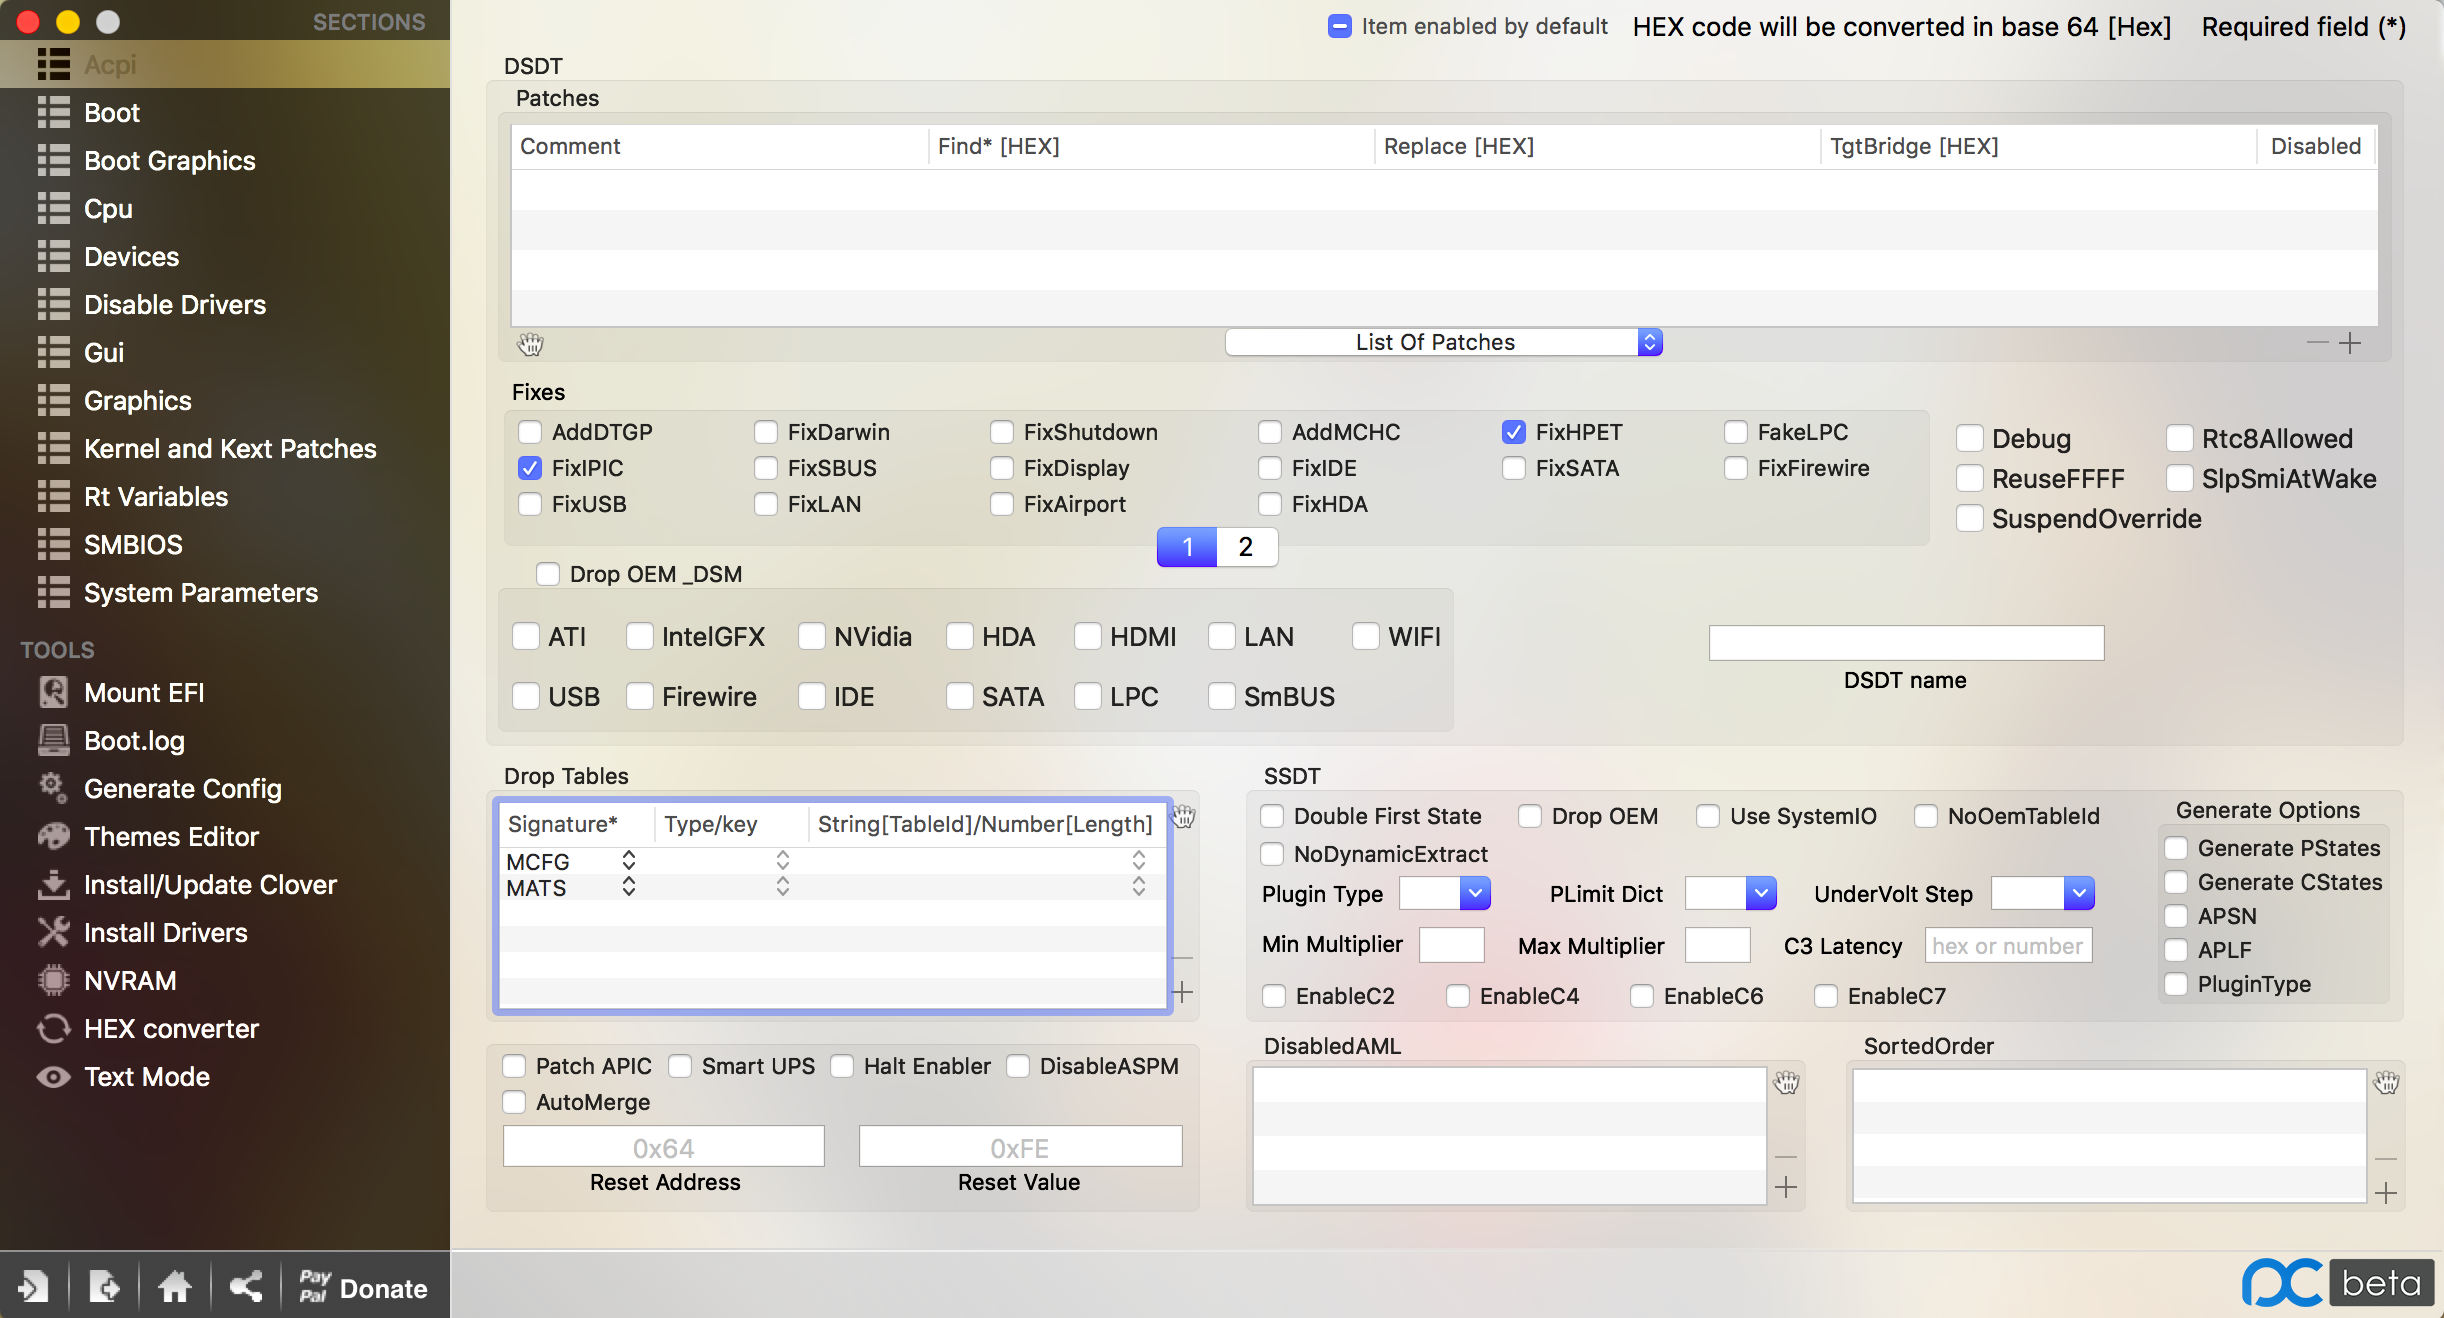 SECTIONS
Acpi
Boot
Boot Graphics
Cpu
Devices
Disable Drivers
Gui
Graphics
Kernel and Kext Patches
Rt Variables
SMBIOS
System Parameters
TOOLS
Mount EFI
Boot.log
Generate Config
Themes Editor
Install/Update Clover
Install Drivers
NVRAM
HEX converter
Text Mode
Pay
Pal Donate
Item enabled by default HEX code will be converted in base 64 [Hex] Required field (*)
DSDT
Patches
Comment Find* [HEX] Replace [HEX] TgtBridge [HEX] Disabled
List Of Patches
Fixes
AddDTGP FixDarwin FixShutdown AddMCHC FixHPET FakeLPC
FixIPIC FixSBUS FixDisplay FixIDE FixSATA FixFirewire
FixUSB FixLAN FixAirport FixHDA
1 2
Debug Rtc8Allowed
ReuseFFFF SlpSmiAtWake
SuspendOverride
Drop OEM _DSM
ATI IntelGFX NVidia HDA HDMI LAN WIFI
USB Firewire IDE SATA LPC SmBUS
DSDT name
Drop Tables
Signature* Type/key String[TableId]/Number[Length]
MCFG
MATS
SSDT
Double First State Drop OEM Use SystemIO NoOemTableId
NoDynamicExtract
Plugin Type PLimit Dict UnderVolt Step
Min Multiplier Max Multiplier C3 Latency hex or number
EnableC2 EnableC4 EnableC6 EnableC7
Generate Options
Generate PStates
Generate CStates
APSN
APLF
PluginType
Patch APIC Smart UPS Halt Enabler DisableASPM
AutoMerge
0x64 0xFE
Reset Address Reset Value
DisabledAML
SortedOrder
pc beta